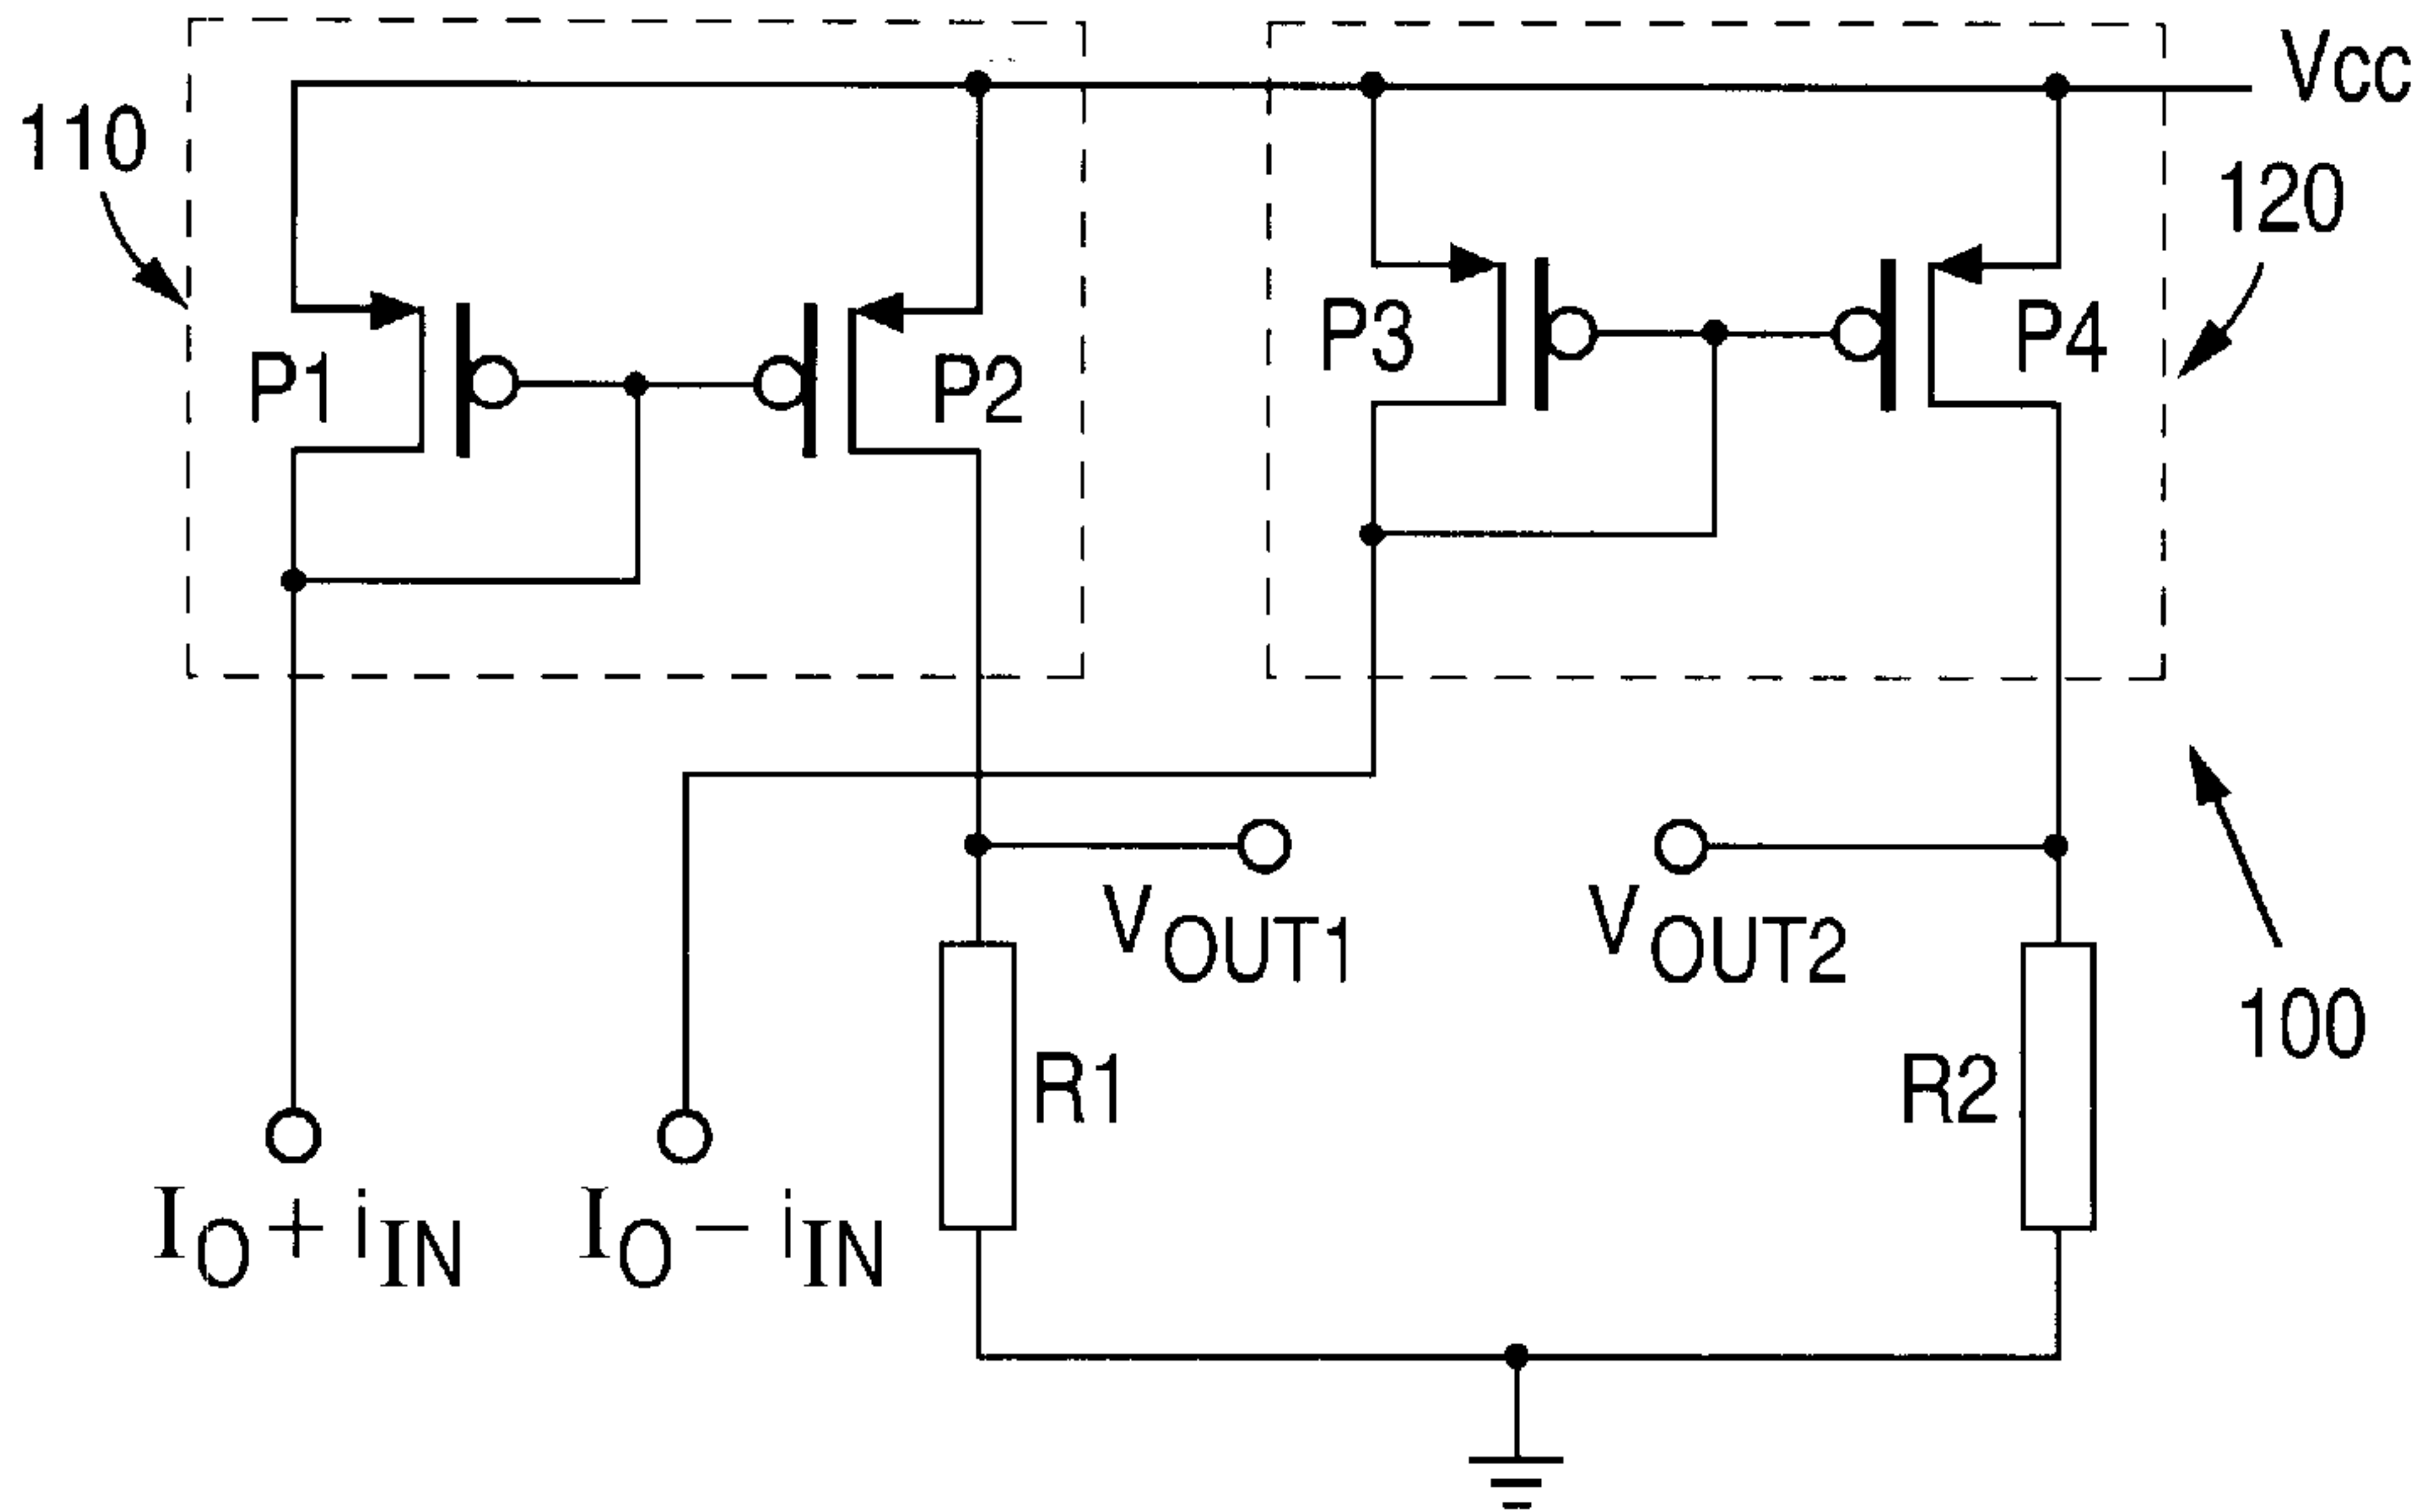 Vcc
110
120
P1
P2
P3
P4
VOUT1
VOUT2
100
R1
R2
IO + iIN
IO − iIN